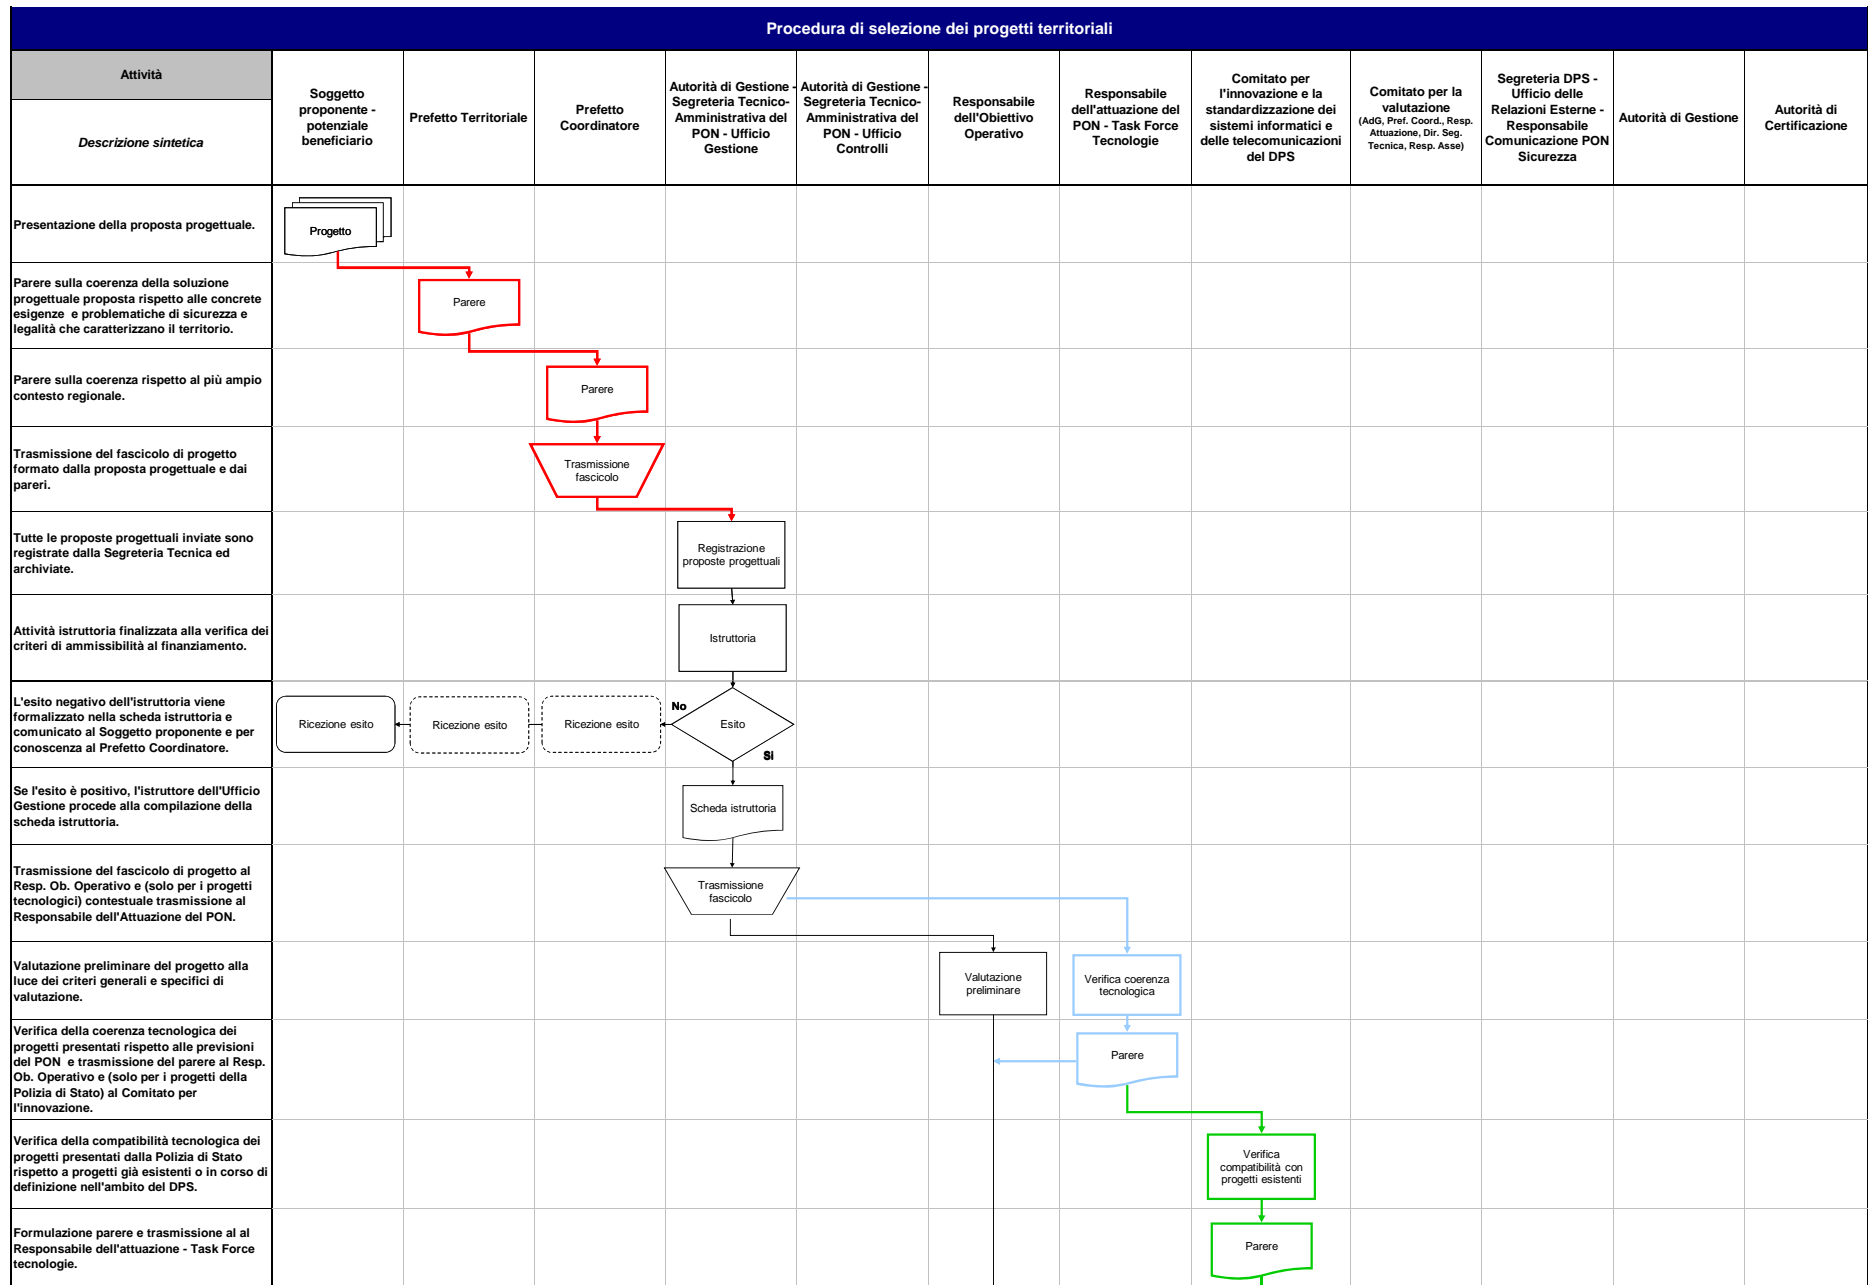 Procedura di selezione dei progetti territoriali
Attività
Descrizione sintetica
Soggetto
proponente -
potenziale
beneficiario
Prefetto Territoriale
Prefetto
Coordinatore
Autorità di Gestione -
Segreteria Tecnico-
Amministrativa del
PON - Ufficio
Gestione
Autorità di Gestione -
Segreteria Tecnico-
Amministrativa del
PON - Ufficio
Controlli
Responsabile
dell'Obiettivo
Operativo
Responsabile
dell'attuazione del
PON - Task Force
Tecnologie
Comitato per
l'innovazione e la
standardizzazione dei
sistemi informatici e
delle telecomunicazioni
del DPS
Comitato per la
valutazione
(AdG, Pref. Coord., Resp.
Attuazione, Dir. Seg.
Tecnica, Resp. Asse)
Segreteria DPS -
Ufficio delle
Relazioni Esterne -
Responsabile
Comunicazione PON
Sicurezza
Autorità di Gestione
Autorità di
Certificazione
Presentazione della proposta progettuale.
Progetto
Parere sulla coerenza della soluzione
progettuale proposta rispetto alle concrete
esigenze e problematiche di sicurezza e
legalità che caratterizzano il territorio.
Parere
Parere sulla coerenza rispetto al più ampio
contesto regionale.
Parere
Trasmissione del fascicolo di progetto
formato dalla proposta progettuale e dai
pareri.
Trasmissione
fascicolo
Tutte le proposte progettuali inviate sono
registrate dalla Segreteria Tecnica ed
archiviate.
Registrazione
proposte progettuali
Attività istruttoria finalizzata alla verifica dei
criteri di ammissibilità al finanziamento.
Istruttoria
L'esito negativo dell'istruttoria viene
formalizzato nella scheda istruttoria e
comunicato al Soggetto proponente e per
conoscenza al Prefetto Coordinatore.
Ricezione esito
Ricezione esito
Ricezione esito
No
Esito
Si
Se l'esito è positivo, l'istruttore dell'Ufficio
Gestione procede alla compilazione della
scheda istruttoria.
Scheda istruttoria
Trasmissione del fascicolo di progetto al
Resp. Ob. Operativo e (solo per i progetti
tecnologici) contestuale trasmissione al
Responsabile dell'Attuazione del PON.
Trasmissione
fascicolo
Valutazione preliminare del progetto alla
luce dei criteri generali e specifici di
valutazione.
Valutazione
preliminare
Verifica coerenza
tecnologica
Verifica della coerenza tecnologica dei
progetti presentati rispetto alle previsioni
del PON e trasmissione del parere al Resp.
Ob. Operativo e (solo per i progetti della
Polizia di Stato) al Comitato per
l'innovazione.
Parere
Verifica della compatibilità tecnologica dei
progetti presentati dalla Polizia di Stato
rispetto a progetti già esistenti o in corso di
definizione nell'ambito del DPS.
Verifica
compatibilità con
progetti esistenti
Formulazione parere e trasmissione al al
Responsabile dell'attuazione - Task Force
tecnologie.
Parere